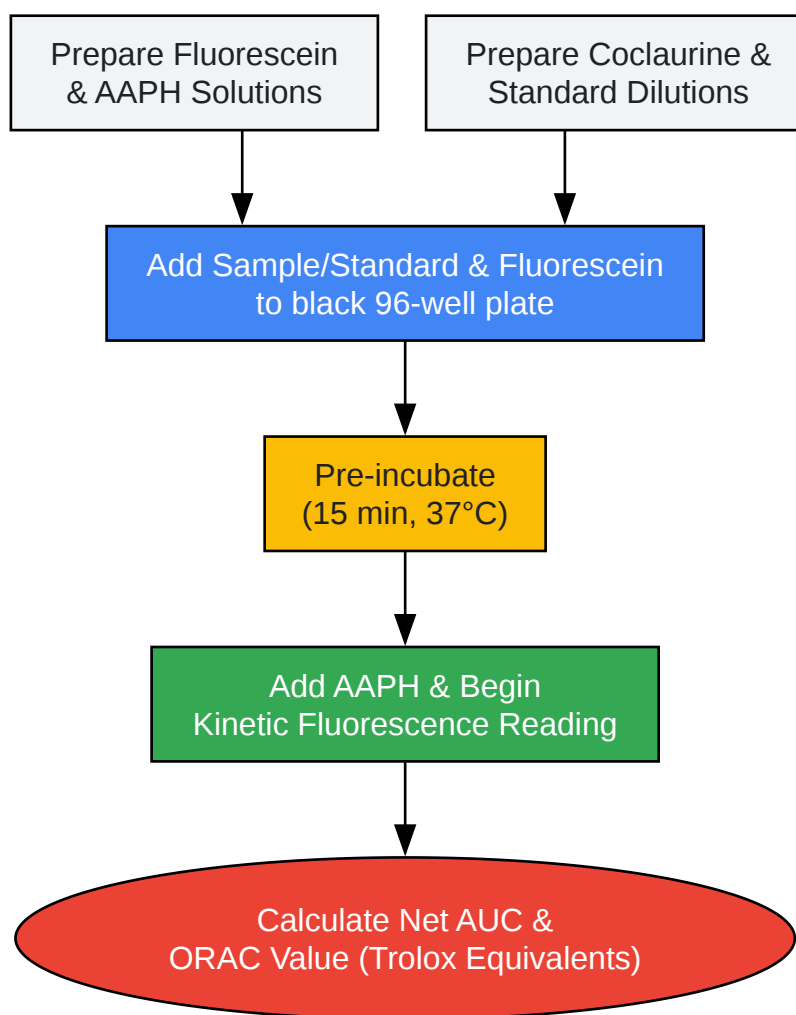 Prepare Fluorescein
& AAPH Solutions
Prepare Coclaurine &
Standard Dilutions
Add Sample/Standard & Fluorescein
to black 96-well plate
Pre-incubate
(15 min, 37°C)
Add AAPH & Begin
Kinetic Fluorescence Reading
Calculate Net AUC &
ORAC Value (Trolox Equivalents)